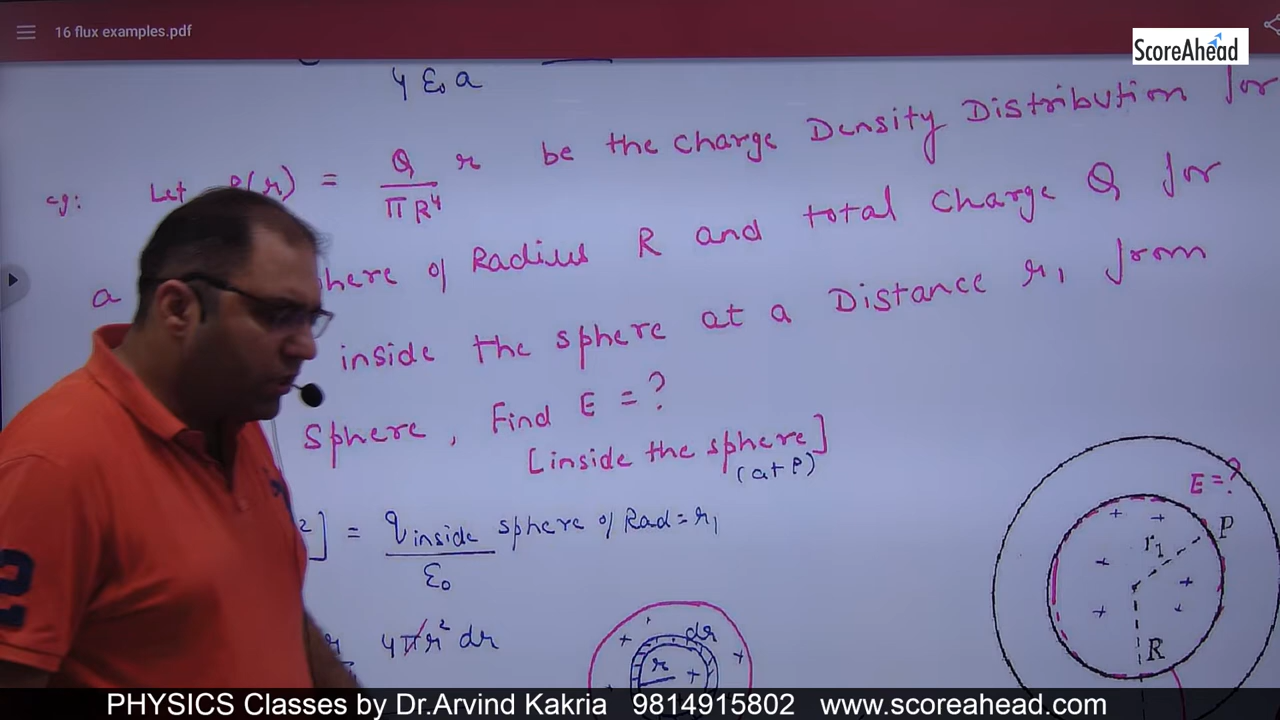 16 flux examples.pdf
ScoreAhead
4 ε₀ a
eg: Let ρ(r) = Q/πR⁴ r be the charge Density Distribution for
a here of Radius R and total charge Q for
inside the sphere at a Distance r₁ from
Sphere, Find E = ?
[inside the sphere]
(at P)
²] = q inside sphere of Rad = r₁
ε₀
r 4πr² dr
dr
r
E = ?
P
r₁
R
PHYSICS Classes by Dr.Arvind Kakria 9814915802 www.scoreahead.com